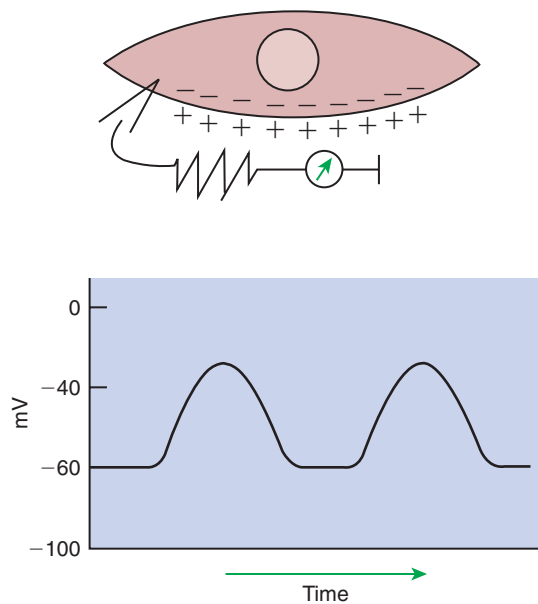 − − − − − − − − −
+ + + + + + + + +
0
−40
mV
−60
−100
Time